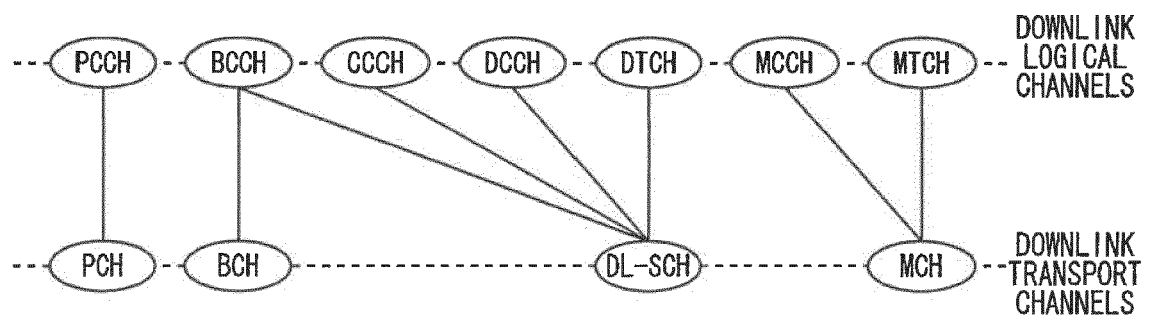 PCCH BCCH CCCH DCCH DTCH MCCH MTCH
DOWNLINK
LOGICAL
CHANNELS
PCH BCH DL-SCH MCH
DOWNLINK
TRANSPORT
CHANNELS